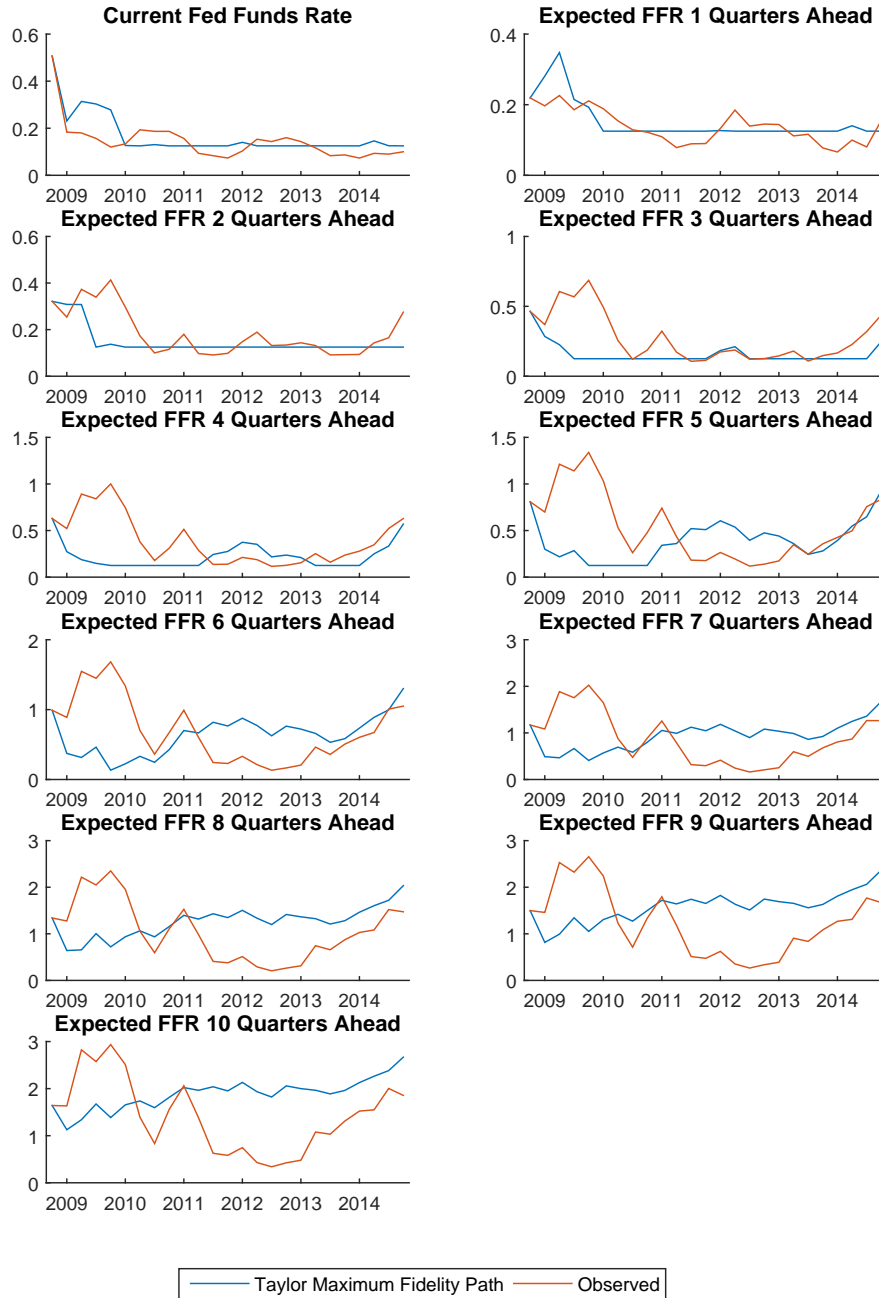 Current Fed Funds Rate
0.6
0.4
0.2
0
2009 2010 2011 2012 2013 2014
Expected FFR 1 Quarters Ahead
0.4
0.2
0
2009 2010 2011 2012 2013 2014
Expected FFR 2 Quarters Ahead
0.6
0.4
0.2
0
2009 2010 2011 2012 2013 2014
Expected FFR 3 Quarters Ahead
1
0.5
0
2009 2010 2011 2012 2013 2014
Expected FFR 4 Quarters Ahead
1.5
1
0.5
0
2009 2010 2011 2012 2013 2014
Expected FFR 5 Quarters Ahead
1.5
1
0.5
0
2009 2010 2011 2012 2013 2014
Expected FFR 6 Quarters Ahead
2
1
0
2009 2010 2011 2012 2013 2014
Expected FFR 7 Quarters Ahead
3
2
1
0
2009 2010 2011 2012 2013 2014
Expected FFR 8 Quarters Ahead
3
2
1
0
2009 2010 2011 2012 2013 2014
Expected FFR 9 Quarters Ahead
3
2
1
0
2009 2010 2011 2012 2013 2014
Expected FFR 10 Quarters Ahead
3
2
1
0
2009 2010 2011 2012 2013 2014
Taylor Maximum Fidelity Path Observed